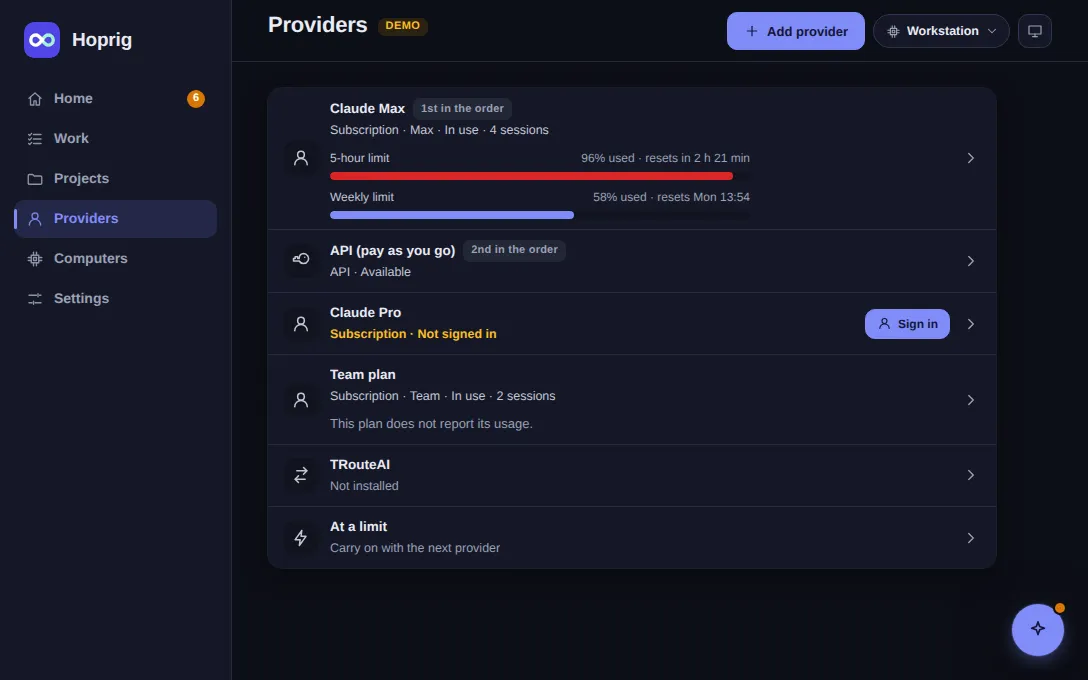 Hoprig
Home 6
Work
Projects
Providers
Computers
Settings
Providers DEMO
+ Add provider
Workstation
Claude Max 1st in the order
Subscription · Max · In use · 4 sessions
5-hour limit 96% used · resets in 2 h 21 min
Weekly limit 58% used · resets Mon 13:54
API (pay as you go) 2nd in the order
API · Available
Claude Pro
Subscription · Not signed in
Sign in
Team plan
Subscription · Team · In use · 2 sessions
This plan does not report its usage.
TRouteAI
Not installed
At a limit
Carry on with the next provider